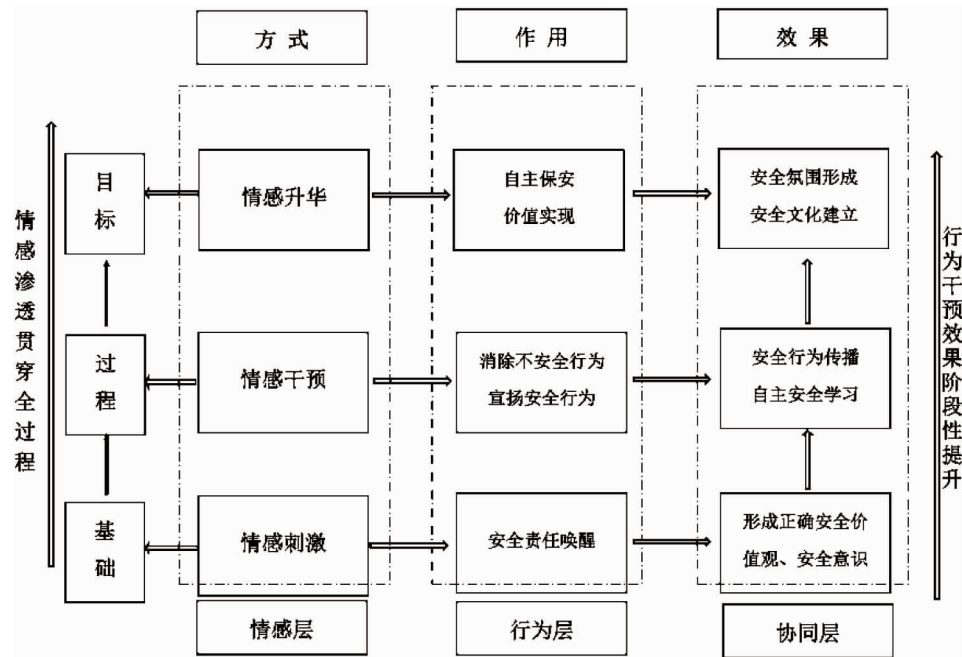 方式
作用
效果
情感渗透贯穿全过程
目标
情感升华
自主保安
价值实现
安全氛围形成
安全文化建立
行为干预效果阶段性提升
过程
情感干预
消除不安全行为
宣扬安全行为
安全行为传播
自主安全学习
基础
情感刺激
安全责任唤醒
形成正确安全价
值观、安全意识
情感层
行为层
协同层